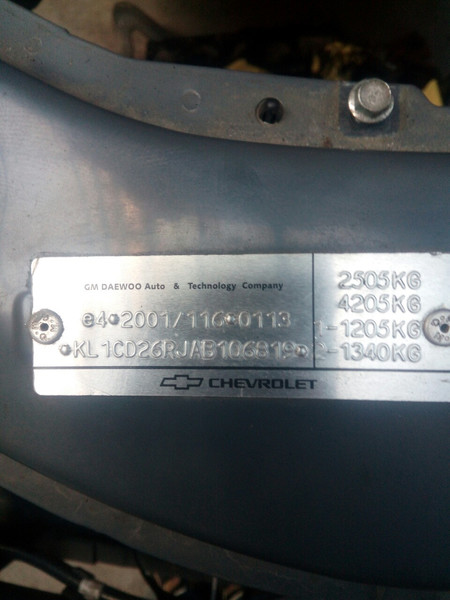 GM DAEWOO Auto & Technology Company
2505KG
4205KG
e4*2001/116*0113
1-1205KG
KL1CD26RJAB106819
2-1340KG
CHEVROLET